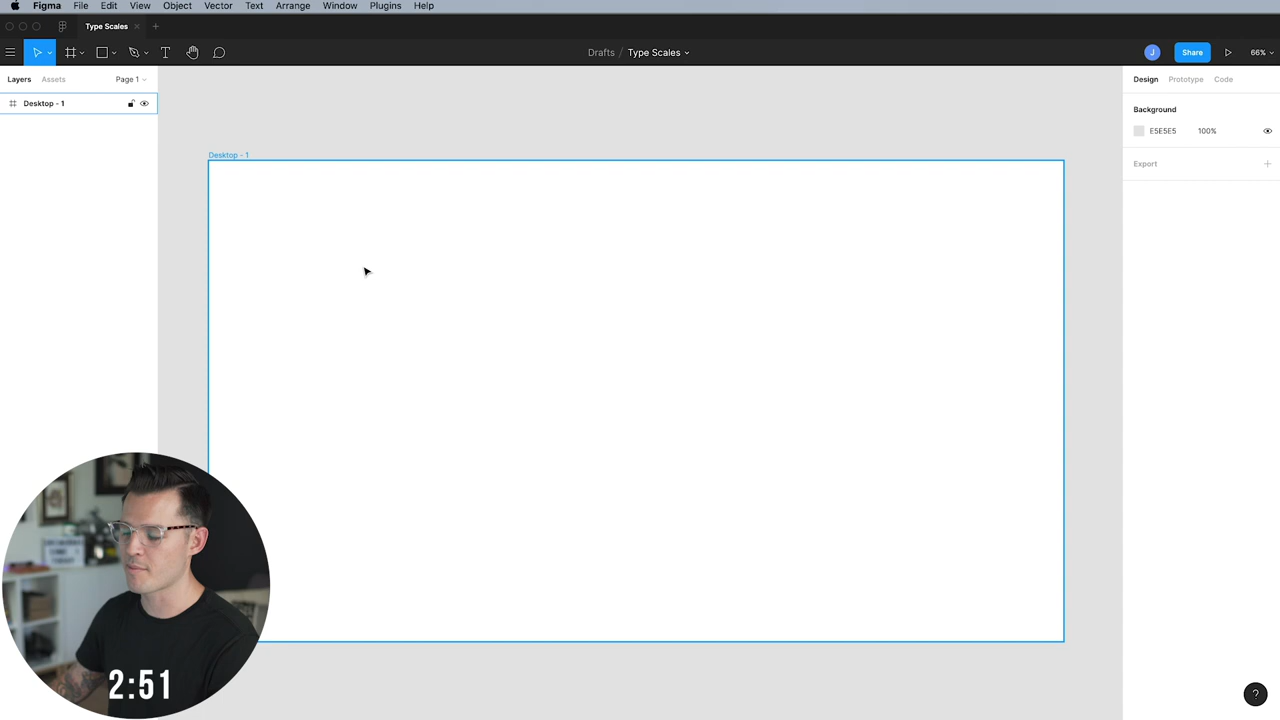 Figma File Edit View Object Vector Text Arrange Window Plugins Help
Type Scales
Drafts / Type Scales
J
Share
66%
Layers Assets Page 1
Design Prototype Code
Desktop - 1
Background
E5E5E5 100%
Export
Desktop - 1
2:51
?